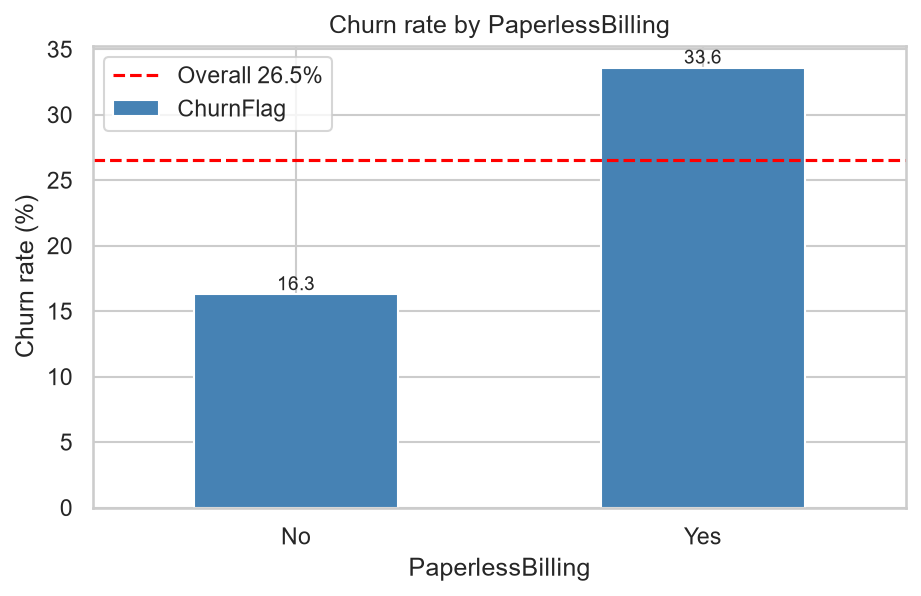 Churn rate by PaperlessBilling
Overall 26.5%
ChurnFlag
Churn rate (%)
35
30
25
20
15
10
5
0
16.3
33.6
No
Yes
PaperlessBilling